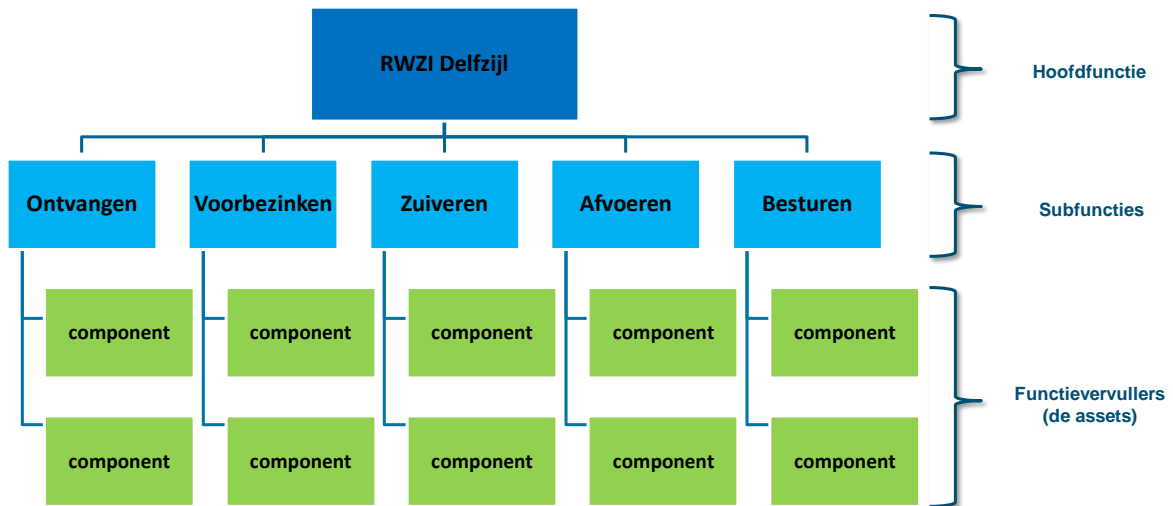 RWZI Delfzijl
Hoofdfunctie
Ontvangen
Voorbezinken
Zuiveren
Afvoeren
Besturen
Subfuncties
component
component
component
component
component
Functievervullers
(de assets)
component
component
component
component
component